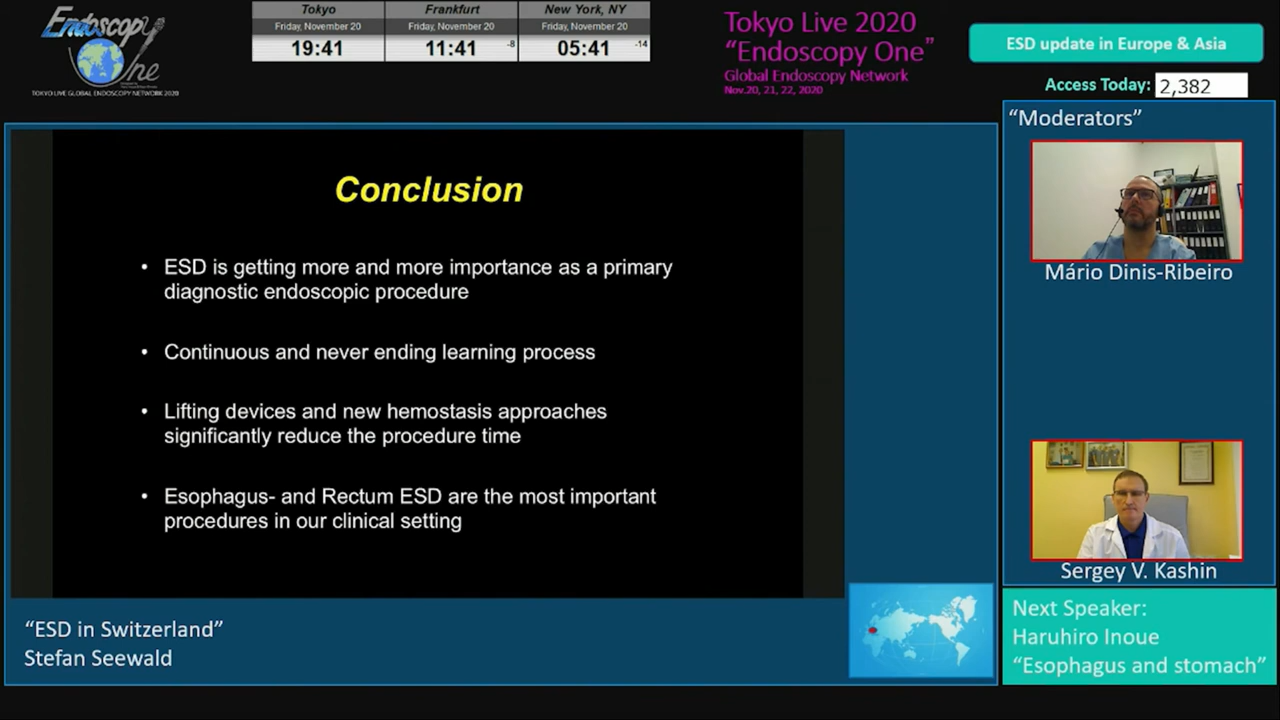 Endoscopy
One
TOKYO LIVE GLOBAL ENDOSCOPY NETWORK 2020
Tokyo
Friday, November 20
19:41
Frankfurt
Friday, November 20
11:41 -8
New York, NY
Friday, November 20
05:41 -14
Tokyo Live 2020
“Endoscopy One”
Global Endoscopy Network
Nov.20, 21, 22, 2020
ESD update in Europe & Asia
Access Today: 2,382
Conclusion
• ESD is getting more and more importance as a primary
diagnostic endoscopic procedure
• Continuous and never ending learning process
• Lifting devices and new hemostasis approaches
significantly reduce the procedure time
• Esophagus- and Rectum ESD are the most important
procedures in our clinical setting
“ESD in Switzerland”
Stefan Seewald
“Moderators”
Mário Dinis-Ribeiro
Sergey V. Kashin
Next Speaker:
Haruhiro Inoue
“Esophagus and stomach”